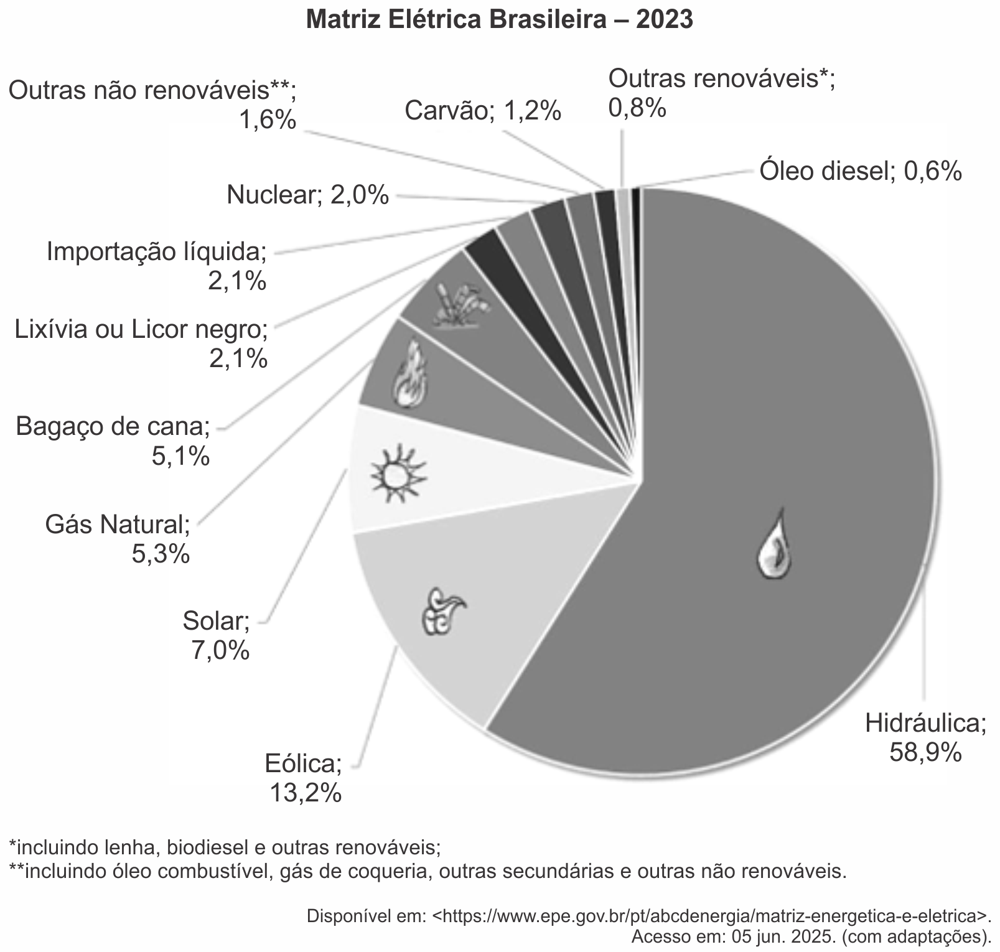 Matriz Elétrica Brasileira – 2023
Outras não renováveis**;
1,6%
Carvão; 1,2%
Outras renováveis*;
0,8%
Óleo diesel; 0,6%
Nuclear; 2,0%
Importação líquida;
2,1%
Lixívia ou Licor negro;
2,1%
Bagaço de cana;
5,1%
Gás Natural;
5,3%
Solar;
7,0%
Eólica;
13,2%
Hidráulica;
58,9%
*incluindo lenha, biodiesel e outras renováveis;
**incluindo óleo combustível, gás de coqueria, outras secundárias e outras não renováveis.
Disponível em: <https://www.epe.gov.br/pt/abcdenergia/matriz-energetica-e-eletrica>.
Acesso em: 05 jun. 2025. (com adaptações).